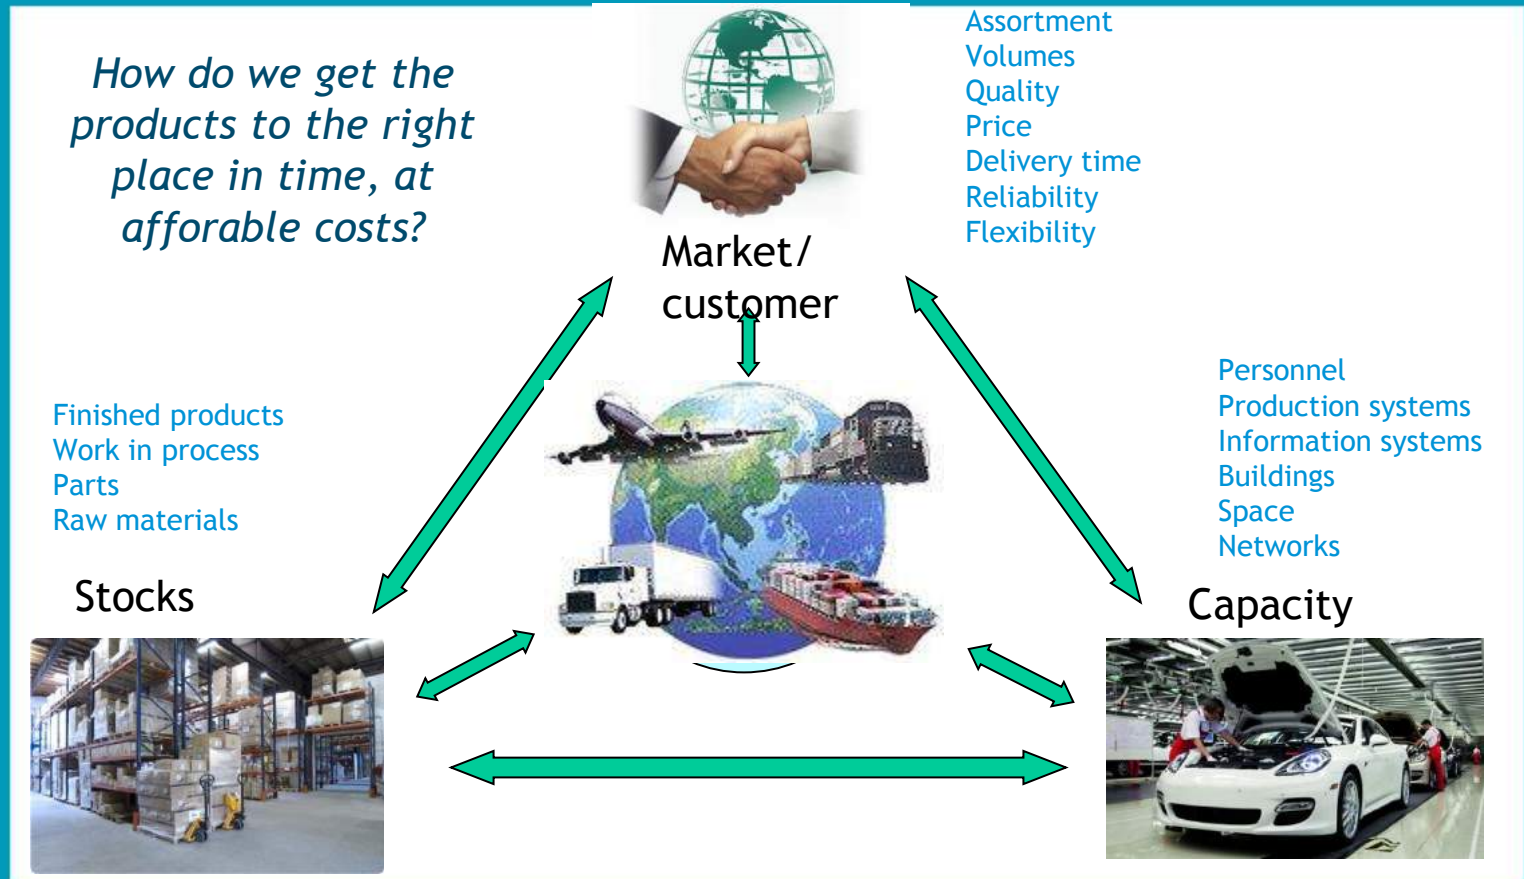 How do we get the
products to the right
place in time, at
afforable costs?
Assortment
Volumes
Quality
Price
Delivery time
Reliability
Flexibility
Market/
customer
Finished products
Work in process
Parts
Raw materials
Stocks
Personnel
Production systems
Information systems
Buildings
Space
Networks
Capacity